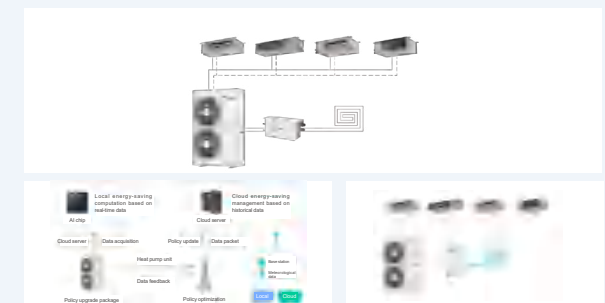 Local energy-saving
computation based on
real-time data
Cloud energy-saving
management based on
historical data
AI chip
Cloud server
Cloud server
Data acquisition
Policy update
Data packet
Heat pump unit
Base station
Meteorological
data
Data feedback
Local
Cloud
Policy upgrade package
Policy optimization